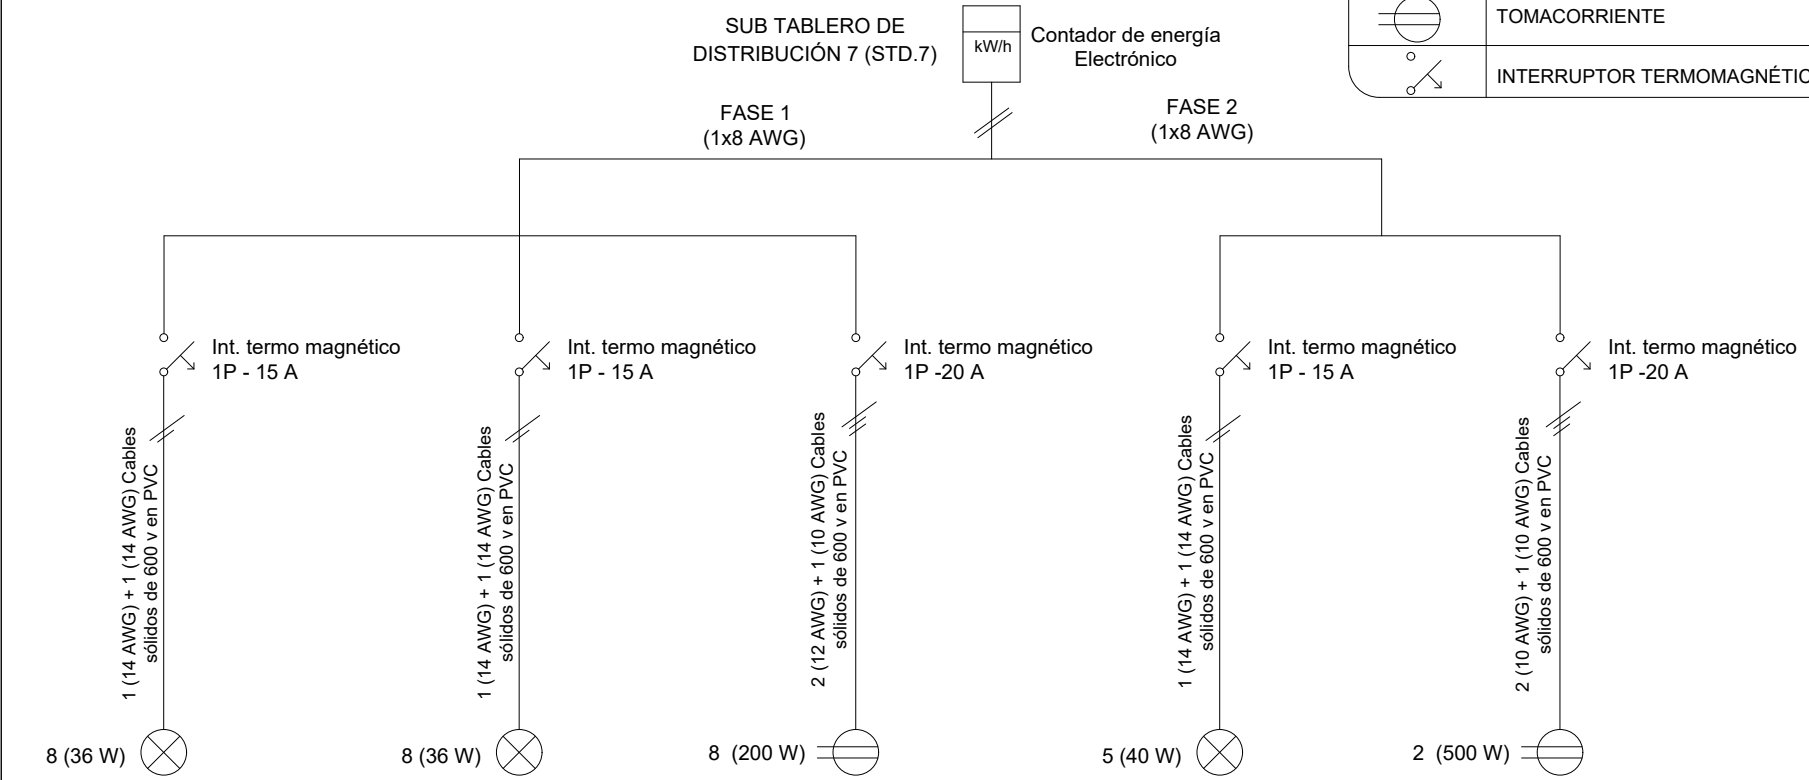 SUB TABLERO DE
DISTRIBUCIÓN 7 (STD.7)
kW/h
Contador de energía
Electrónico
TOMACORRIENTE
INTERRUPTOR TERMOMAGNÉTIC
FASE 1
(1x8 AWG)
FASE 2
(1x8 AWG)
Int. termo magnético
1P - 15 A
Int. termo magnético
1P - 15 A
Int. termo magnético
1P -20 A
Int. termo magnético
1P - 15 A
Int. termo magnético
1P -20 A
1 (14 AWG) + 1 (14 AWG) Cables
sólidos de 600 v en PVC
1 (14 AWG) + 1 (14 AWG) Cables
sólidos de 600 v en PVC
2 (12 AWG) + 1 (10 AWG) Cables
sólidos de 600 v en PVC
1 (14 AWG) + 1 (14 AWG) Cables
sólidos de 600 v en PVC
2 (10 AWG) + 1 (10 AWG) Cables
sólidos de 600 v en PVC
8 (36 W)
8 (36 W)
8 (200 W)
5 (40 W)
2 (500 W)